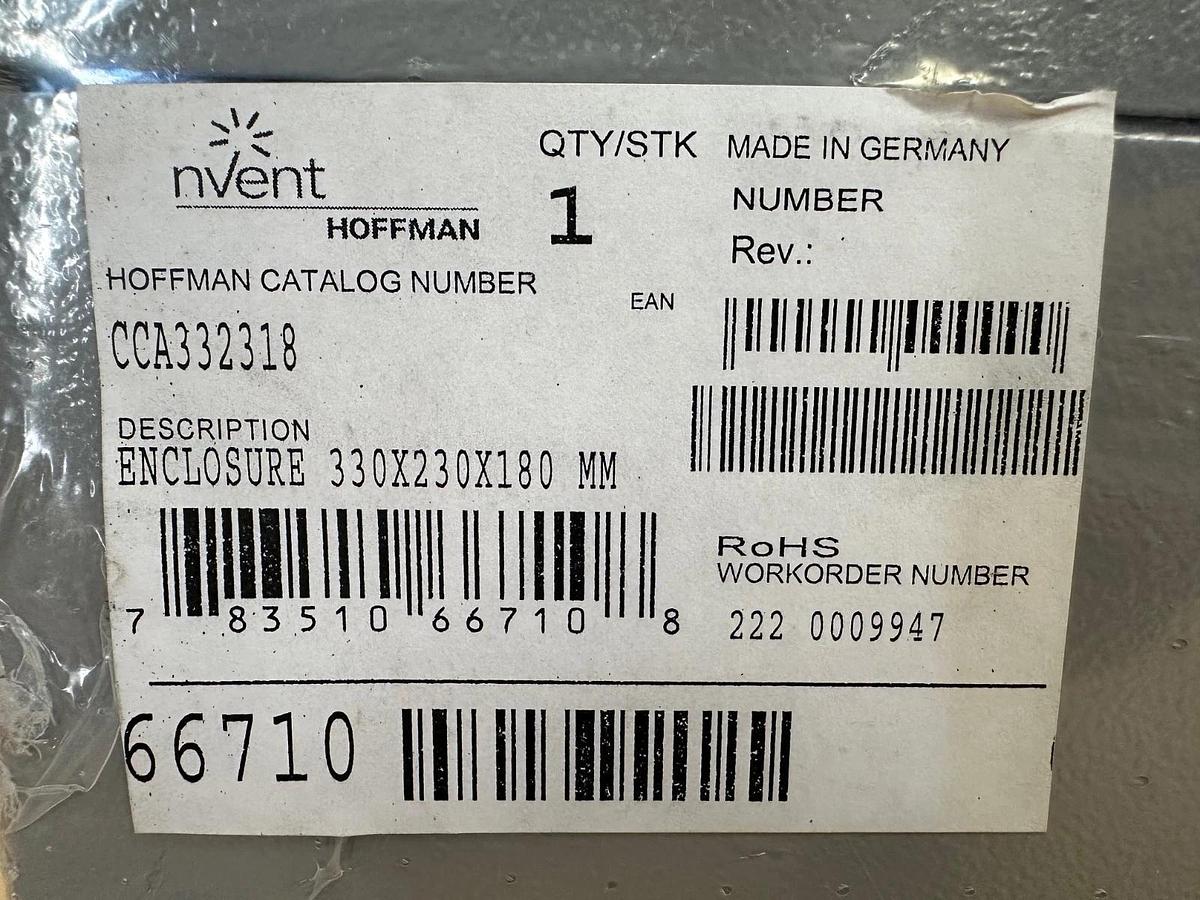 nvent
HOFFMAN
QTY/STK
1
MADE IN GERMANY
NUMBER
Rev.:
HOFFMAN CATALOG NUMBER
CCA332318
EAN
DESCRIPTION
ENCLOSURE 330X230X180 MM
7 83510 66710 8
RoHS
WORKORDER NUMBER
222 0009947
66710